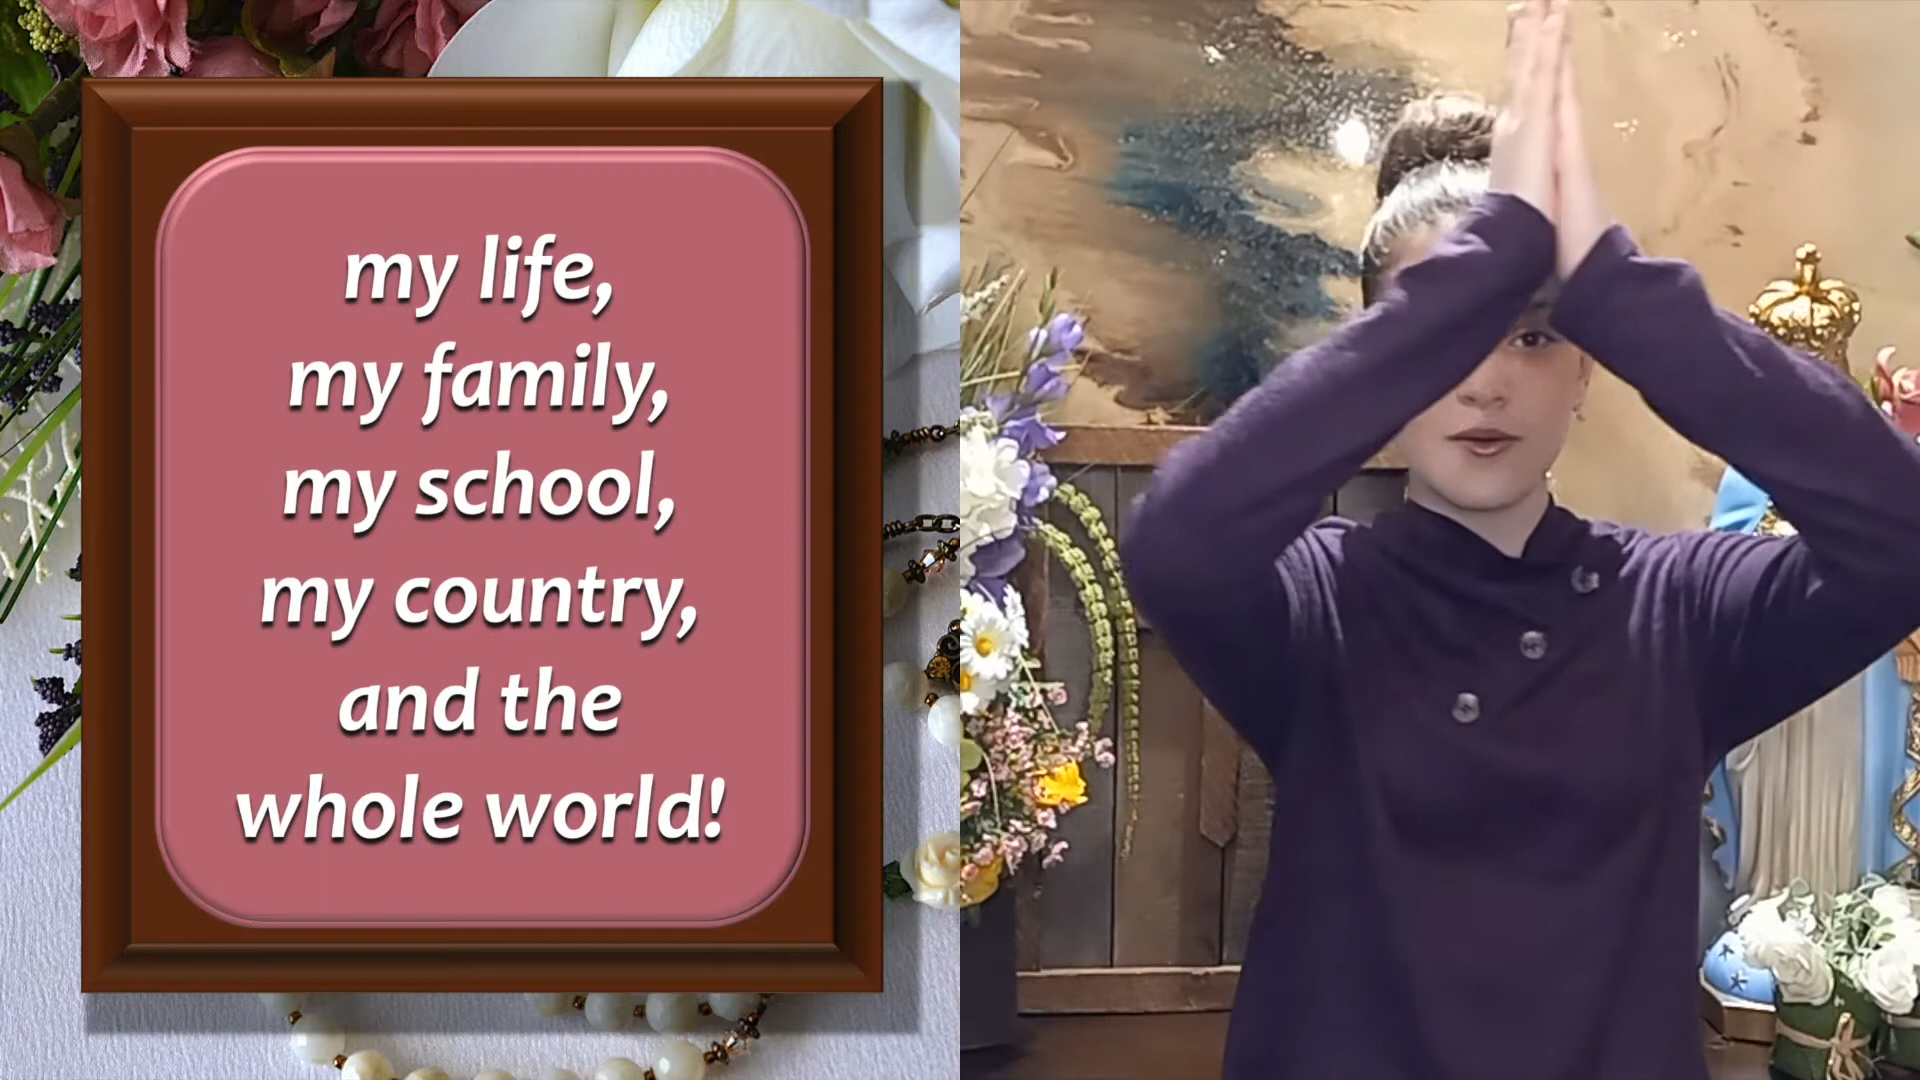 my life,
my family,
my school,
my country,
and the
whole world!